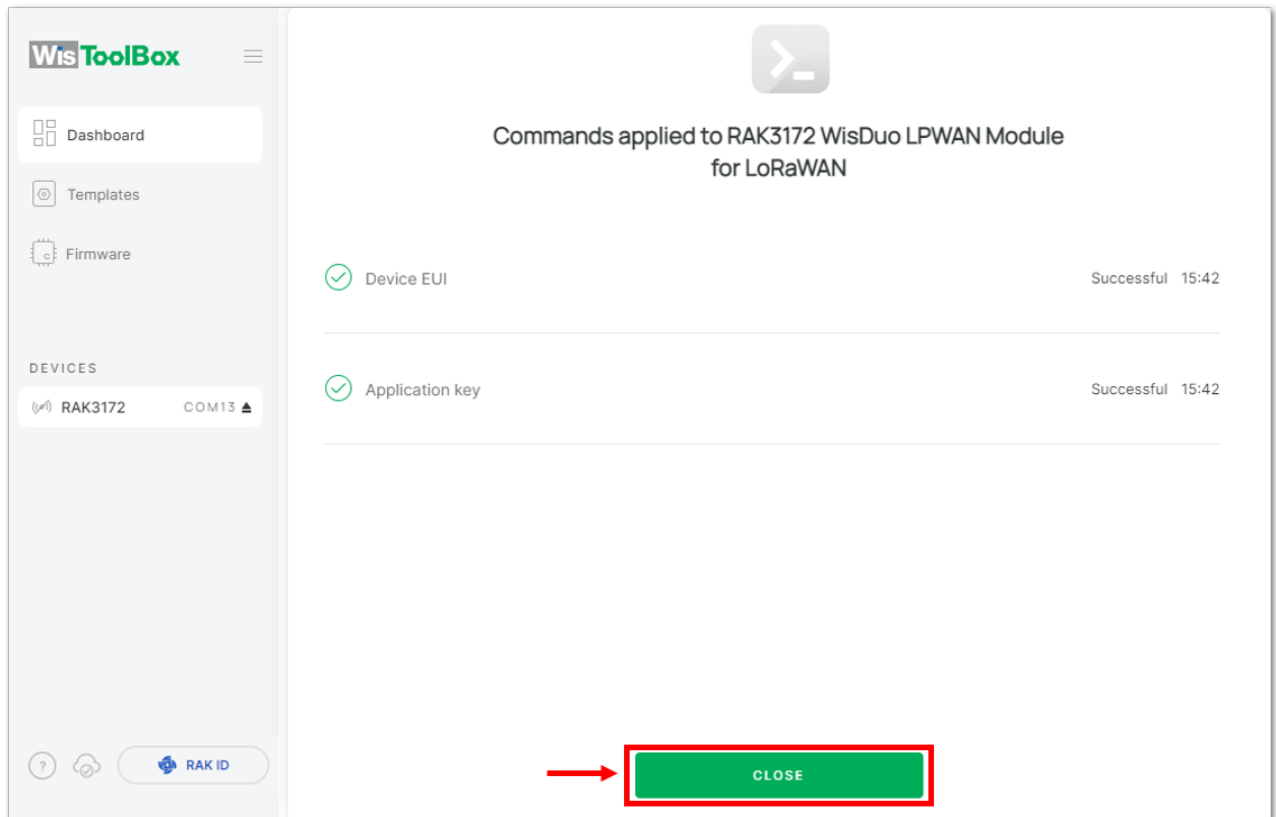 WisToolBox
Dashboard
Templates
Firmware
DEVICES
RAK3172 COM13
RAK ID
Commands applied to RAK3172 WisDuo LPWAN Module
for LoRaWAN
Device EUI Successful 15:42
Application key Successful 15:42
CLOSE